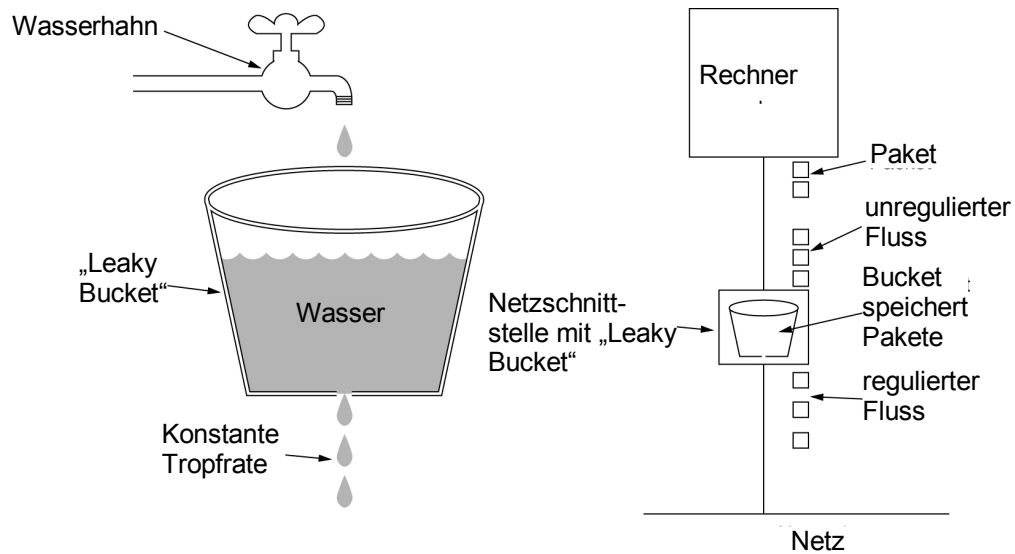 Wasserhahn
„Leaky
Bucket“
Wasser
Konstante
Tropfrate
Rechner
Paket
unregulierter
Fluss
Bucket
speichert
Pakete
Netzschnitt-
stelle mit „Leaky
Bucket“
regulierter
Fluss
Netz